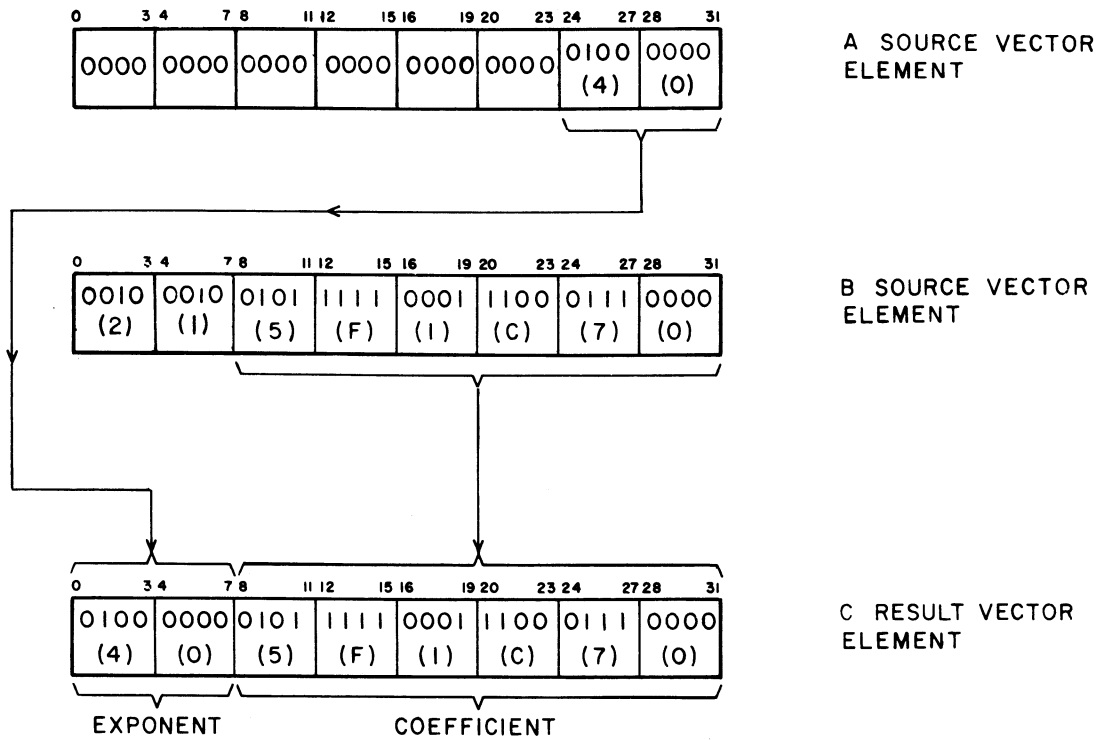 0 3 4 7 8 11 12 15 16 19 20 23 24 27 28 31
0000 0000 0000 0000 0000 0000 0100 0000
(4) (0)
A SOURCE VECTOR
ELEMENT
0 3 4 7 8 11 12 15 16 19 20 23 24 27 28 31
0010 0010 0101 1111 0001 1100 0111 0000
(2) (1) (5) (F) (1) (C) (7) (0)
B SOURCE VECTOR
ELEMENT
0 3 4 7 8 11 12 15 16 19 20 23 24 27 28 31
0100 0000 0101 1111 0001 1100 0111 0000
(4) (0) (5) (F) (1) (C) (7) (0)
C RESULT VECTOR
ELEMENT
EXPONENT COEFFICIENT